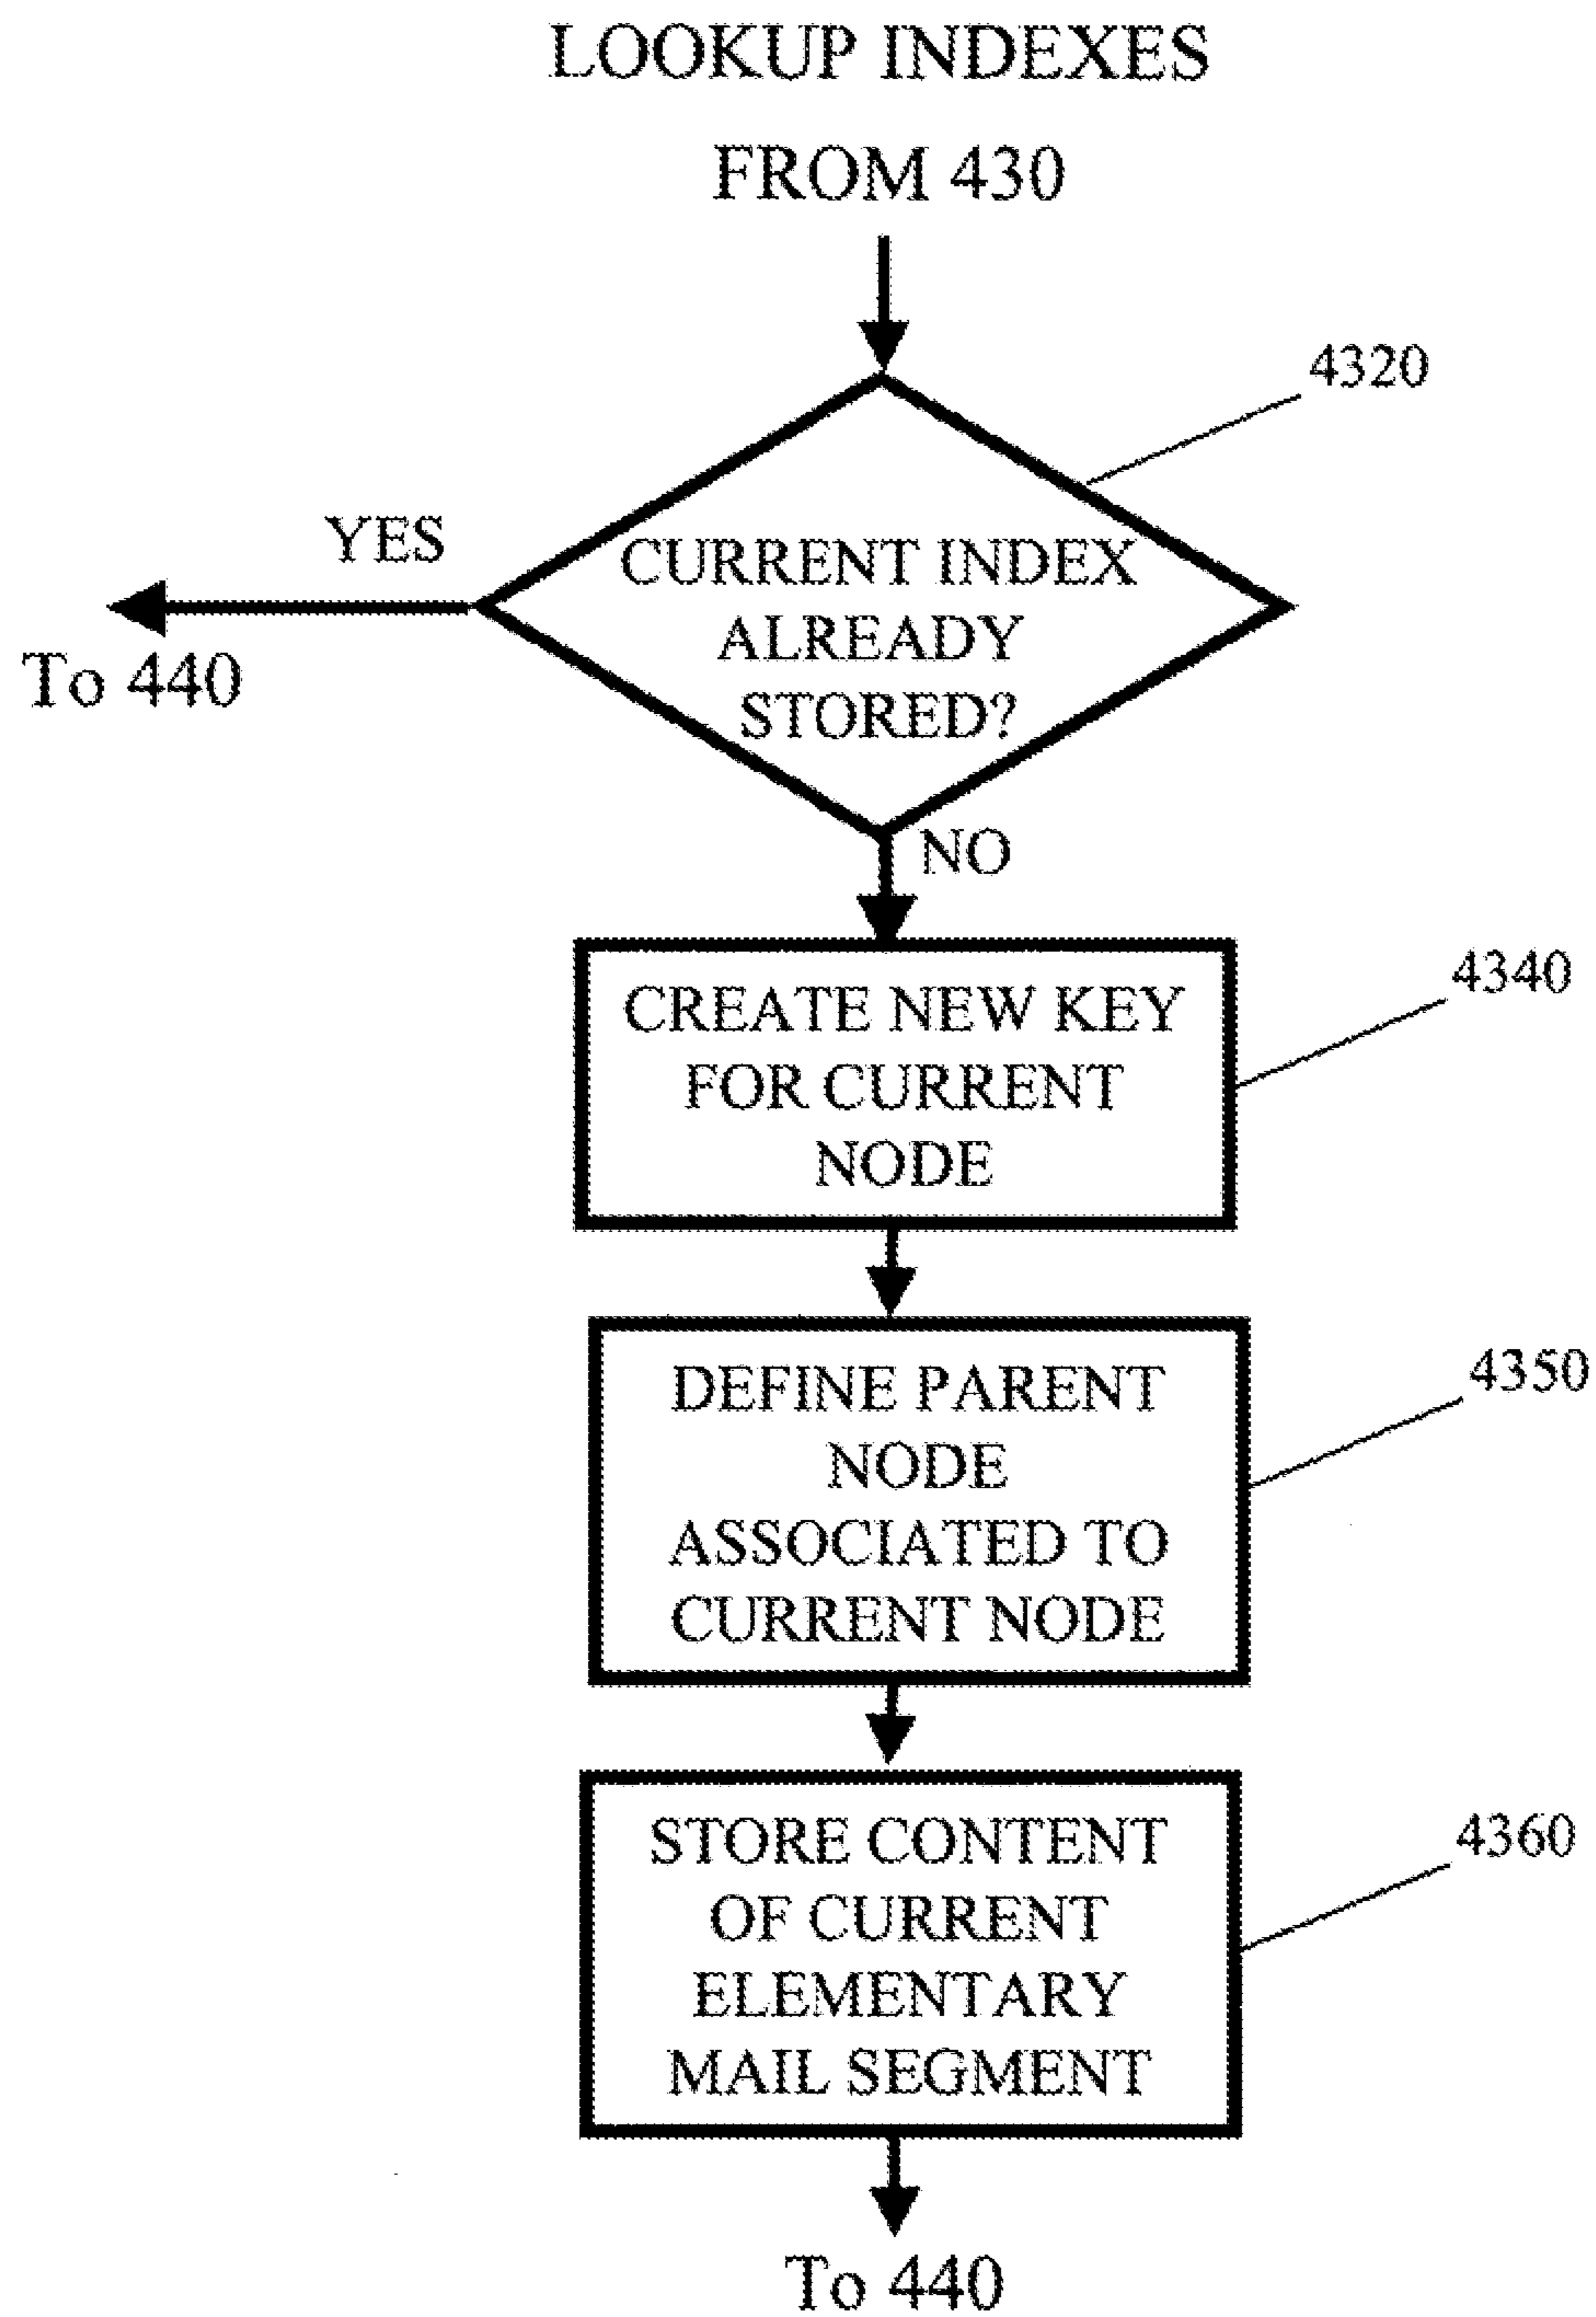 LOOKUP INDEXES
FROM 430
4320
YES
CURRENT INDEX
ALREADY
STORED?
To 440
NO
4340
CREATE NEW KEY
FOR CURRENT
NODE
4350
DEFINE PARENT
NODE
ASSOCIATED TO
CURRENT NODE
4360
STORE CONTENT
OF CURRENT
ELEMENTARY
MAIL SEGMENT
To 440